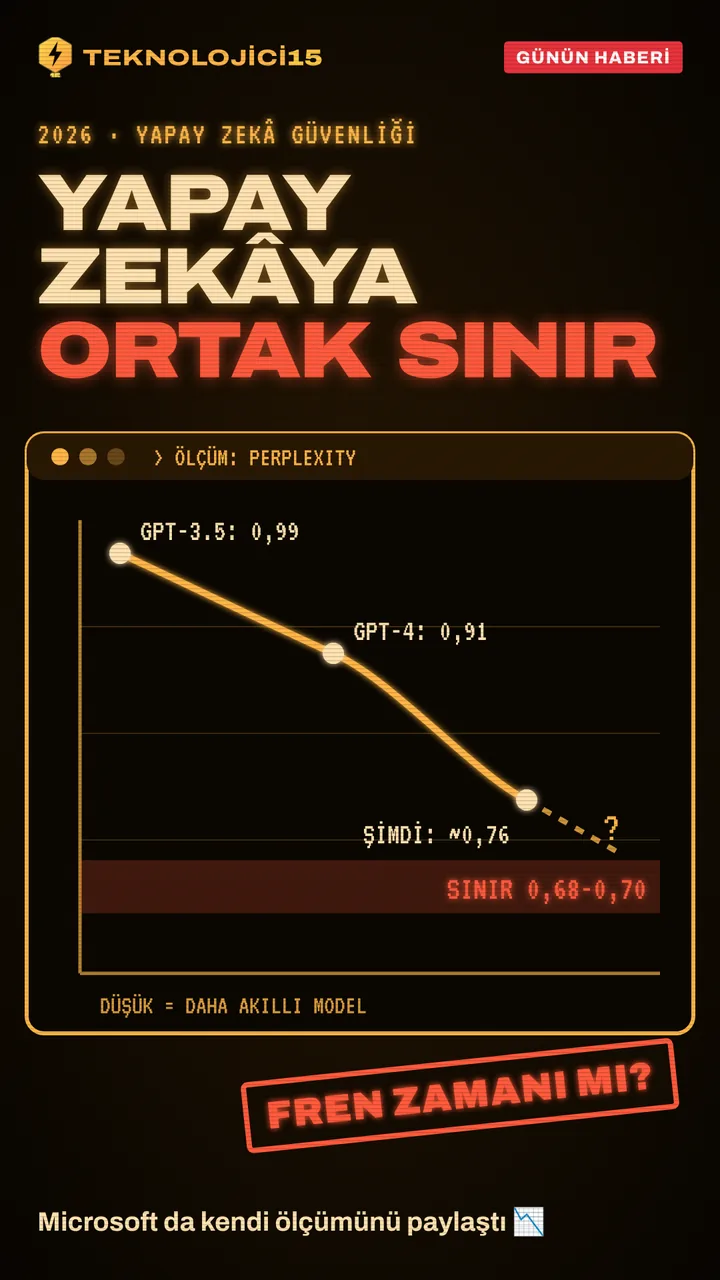 TEKNOLOJİCİ15
GÜNÜN HABERİ
2026 · YAPAY ZEKÂ GÜVENLİĞİ
YAPAY
ZEKÂYA
ORTAK SINIR
› ÖLÇÜM: PERPLEXITY
GPT-3.5: 0,99
GPT-4: 0,91
ŞİMDİ: ~0,76
?
SINIR 0,68-0,70
DÜŞÜK = DAHA AKILLI MODEL
FREN ZAMANI MI?
Microsoft da kendi ölçümünü paylaştı 📉